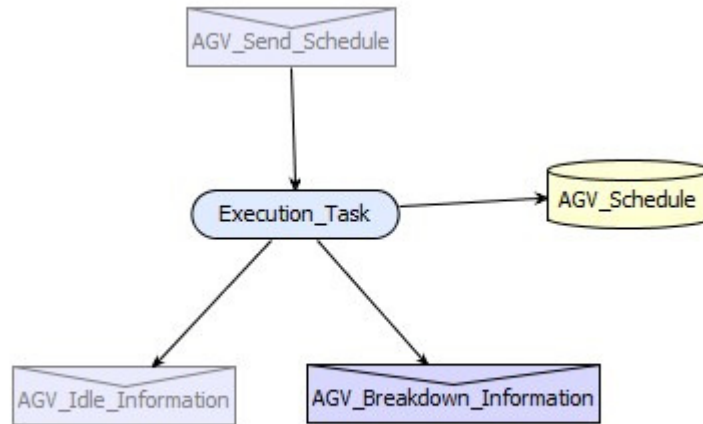 AGV_Send_Schedule
Execution_Task
AGV_Schedule
AGV_Idle_Information
AGV_Breakdown_Information